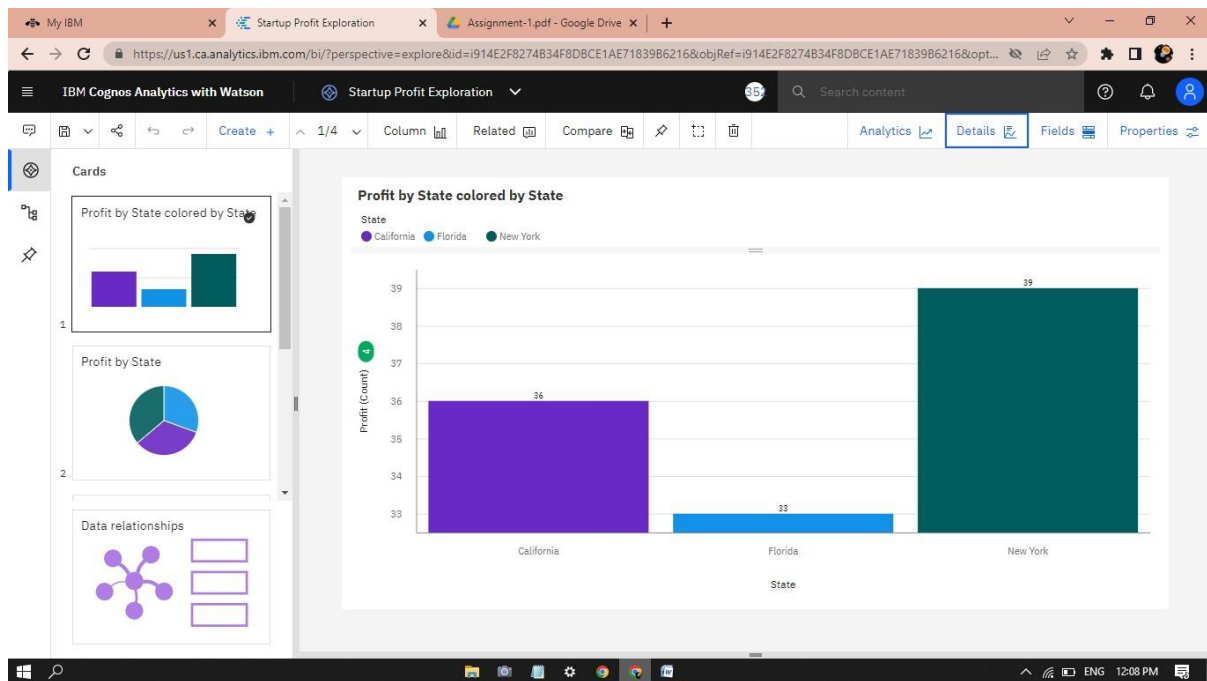 My IBM
Startup Profit Exploration
Assignment-1.pdf - Google Drive
https://us1.ca.analytics.ibm.com/bi/?perspective=explore&id=i914E2F8274B34F8DBCE1AE71839B6216&objRef=i914E2F8274B34F8DBCE1AE71839B6216&opt...
IBM Cognos Analytics with Watson
Startup Profit Exploration
Search content
Create +
1/4
Column
Related
Compare
Analytics
Details
Fields
Properties
Cards
Profit by State colored by State
1
Profit by State
2
Data relationships
Profit by State colored by State
State
California Florida New York
39
38
37
36
35
34
33
Profit (Count)
4
36
33
39
California
Florida
New York
State
ENG 12:08 PM